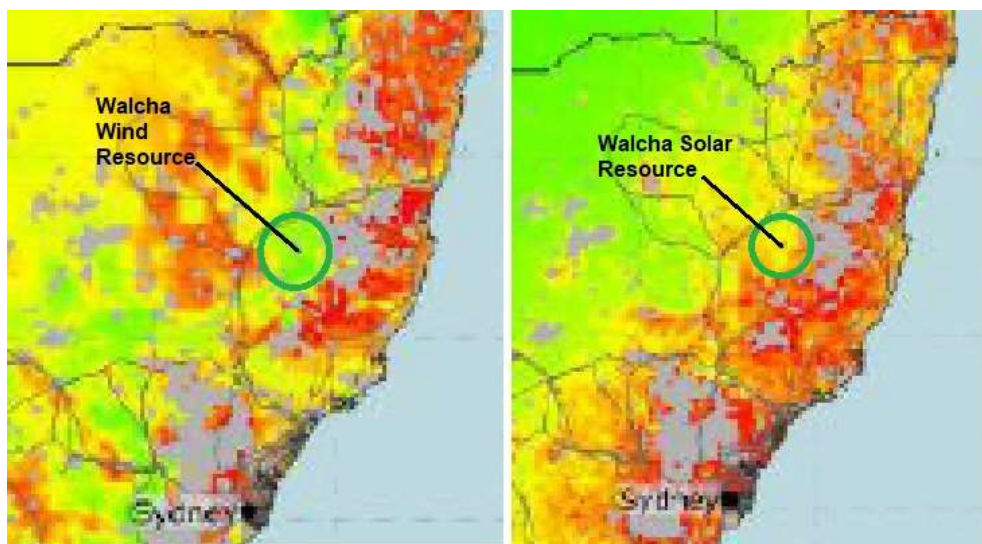 Walcha
Wind
Resource
Walcha Solar
Resource
Sydney
Sydney